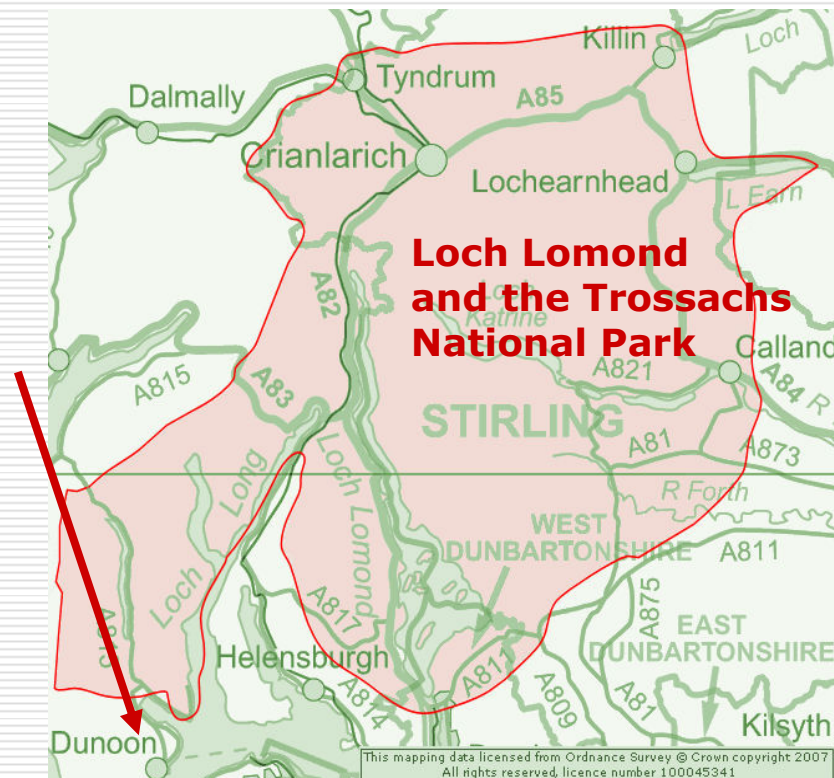 Killin
Loch
Tyndrum
Dalmally
A85
Crianlarich
Lochearnhead
L Earn
Loch Lomond
and the Trossachs
National Park
A82
Loch
Katrine
Calland
A821
A84
R
A815
A83
STIRLING
A81
A873
Long
Loch
Loch Lomond
R Forth
WEST
DUNBARTONSHIRE
A811
A817
A875
EAST
DUNBARTONSHIRE
A815
Helensburgh
A811
A814
A809
A81
Kilsyth
Dunoon
This mapping data licensed from Ordnance Survey © Crown copyright 2007
All rights reserved, licence number 100045341